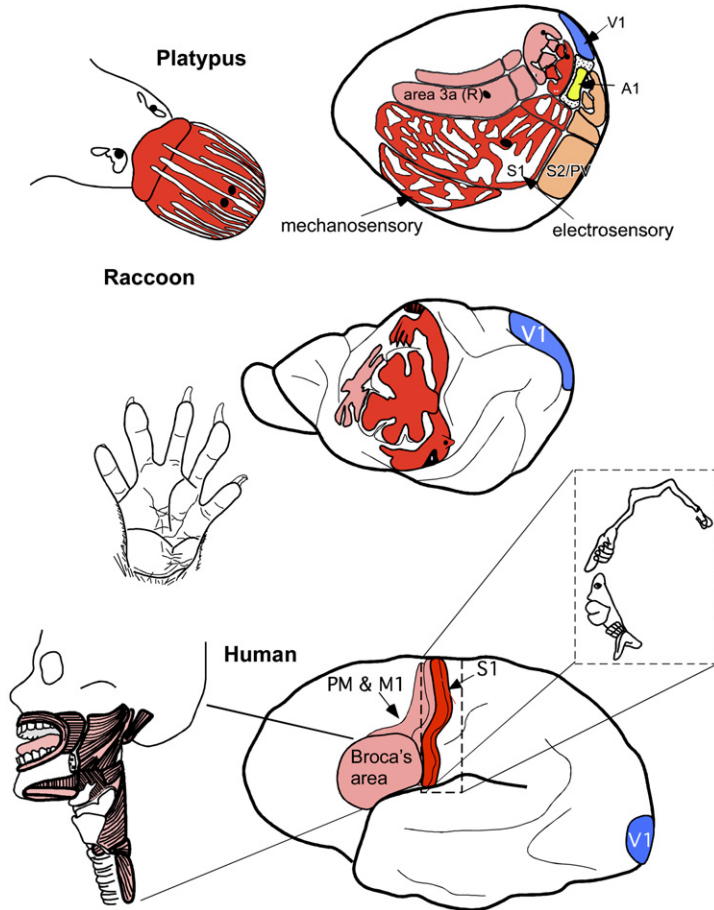 Platypus
V1
A1
area 3a (R)
S1
S2/PV
mechanosensory
electrosensory
Raccoon
V1
Human
PM & M1
S1
Broca's
area
V1